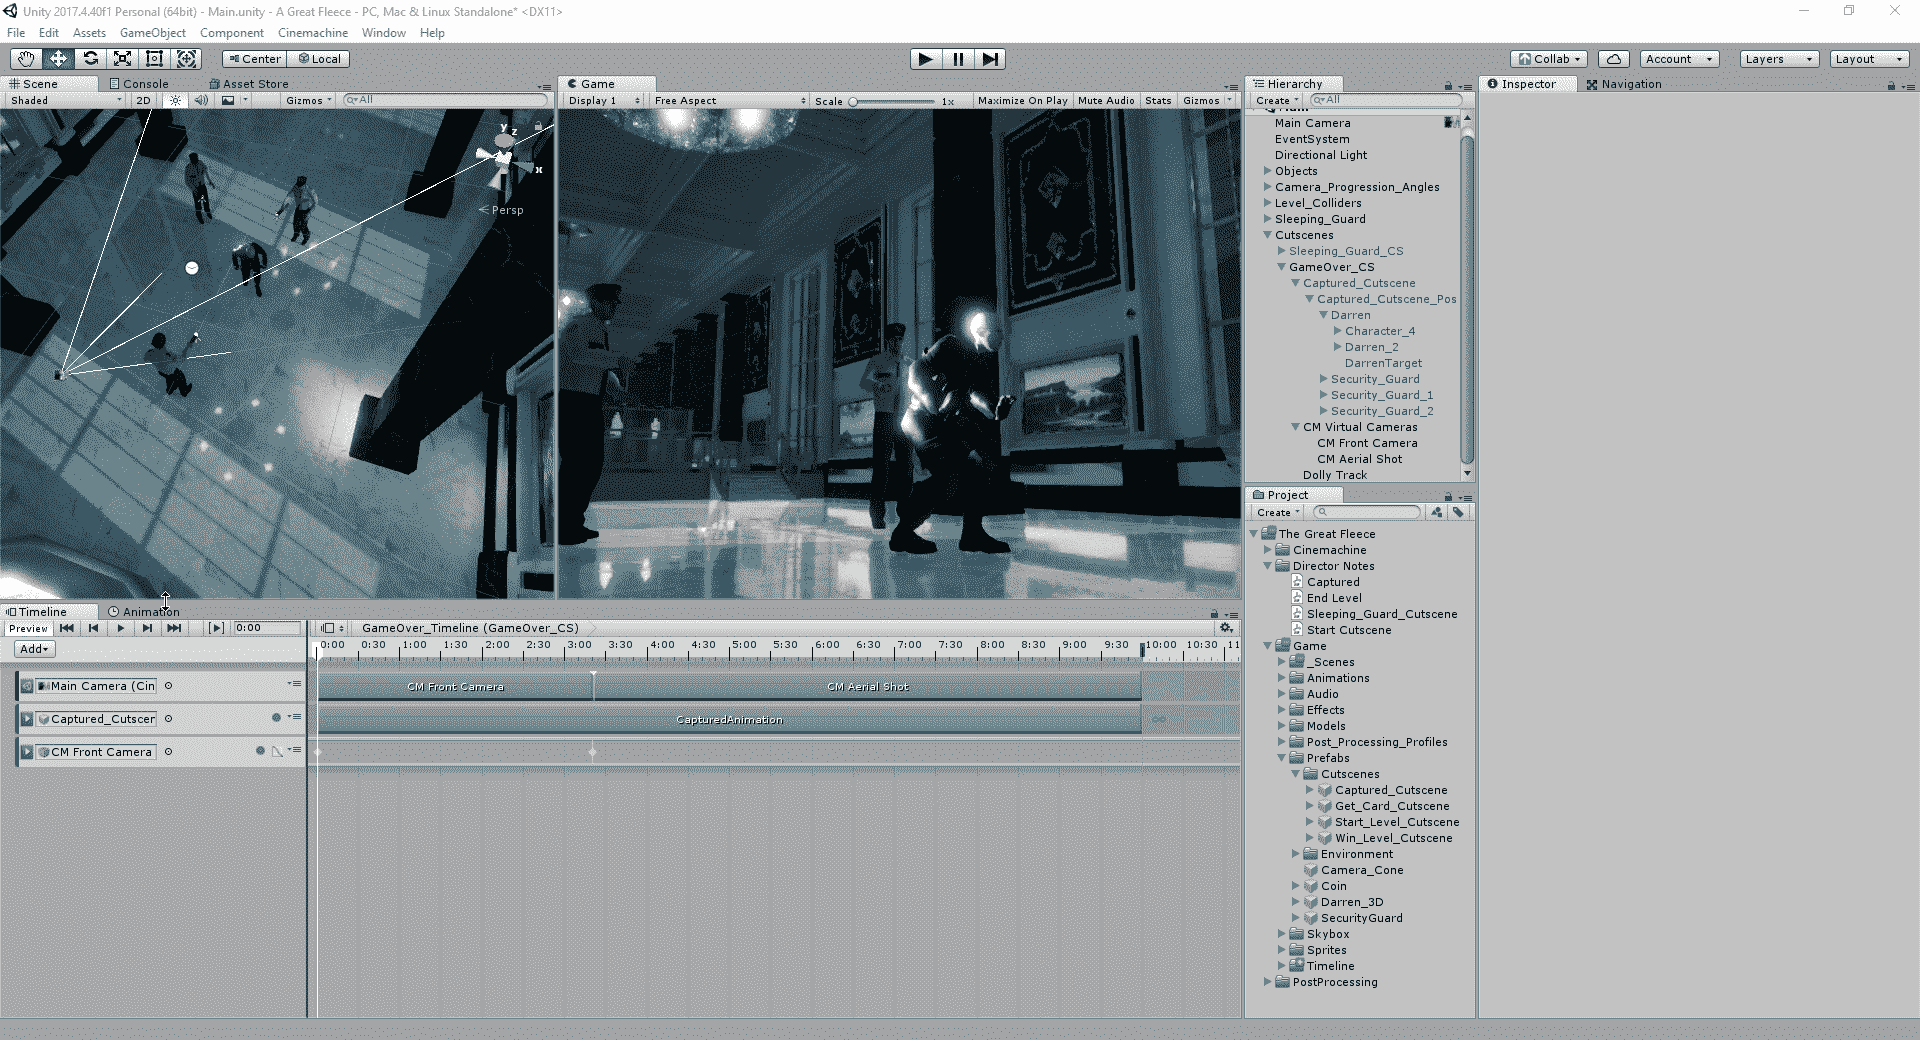 Unity 2017.4.40f1 Personal (64bit) - Main.unity - A Great Fleece - PC, Mac & Linux Standalone* <DX11>
File Edit Assets GameObject Component Cinemachine Window Help
Center Local Collab Account Layers Layout
Scene Console Asset Store
Shaded 2D Gizmos All
Game
Display 1 Free Aspect Scale 1x Maximize On Play Mute Audio Stats Gizmos
y z
x
Persp
Hierarchy
Create All
Main Camera
EventSystem
Directional Light
Objects
Camera_Progression_Angles
Level_Colliders
Sleeping_Guard
Cutscenes
Sleeping_Guard_CS
GameOver_CS
Captured_Cutscene
Captured_Cutscene_Pos
Darren
Character_4
Darren_2
DarrenTarget
Security_Guard
Security_Guard_1
Security_Guard_2
CM Virtual Cameras
CM Front Camera
CM Aerial Shot
Dolly Track
Inspector Navigation
Project
Create
The Great Fleece
Cinemachine
Director Notes
Captured
End Level
Sleeping_Guard_Cutscene
Start Cutscene
Game
_Scenes
Animations
Audio
Effects
Models
Post_Processing_Profiles
Prefabs
Cutscenes
Captured_Cutscene
Get_Card_Cutscene
Start_Level_Cutscene
Win_Level_Cutscene
Environment
Camera_Cone
Coin
Darren_3D
SecurityGuard
Skybox
Sprites
Timeline
PostProcessing
Timeline Animation
Preview 0:00 GameOver_Timeline (GameOver_CS)
Add
0:00 0:30 1:00 1:30 2:00 2:30 3:00 3:30 4:00 4:30 5:00 5:30 6:00 6:30 7:00 7:30 8:00 8:30 9:00 9:30 10:00 10:30 11
Main Camera (Cin CM Front Camera CM Aerial Shot
Captured_Cutscer CapturedAnimation
CM Front Camera